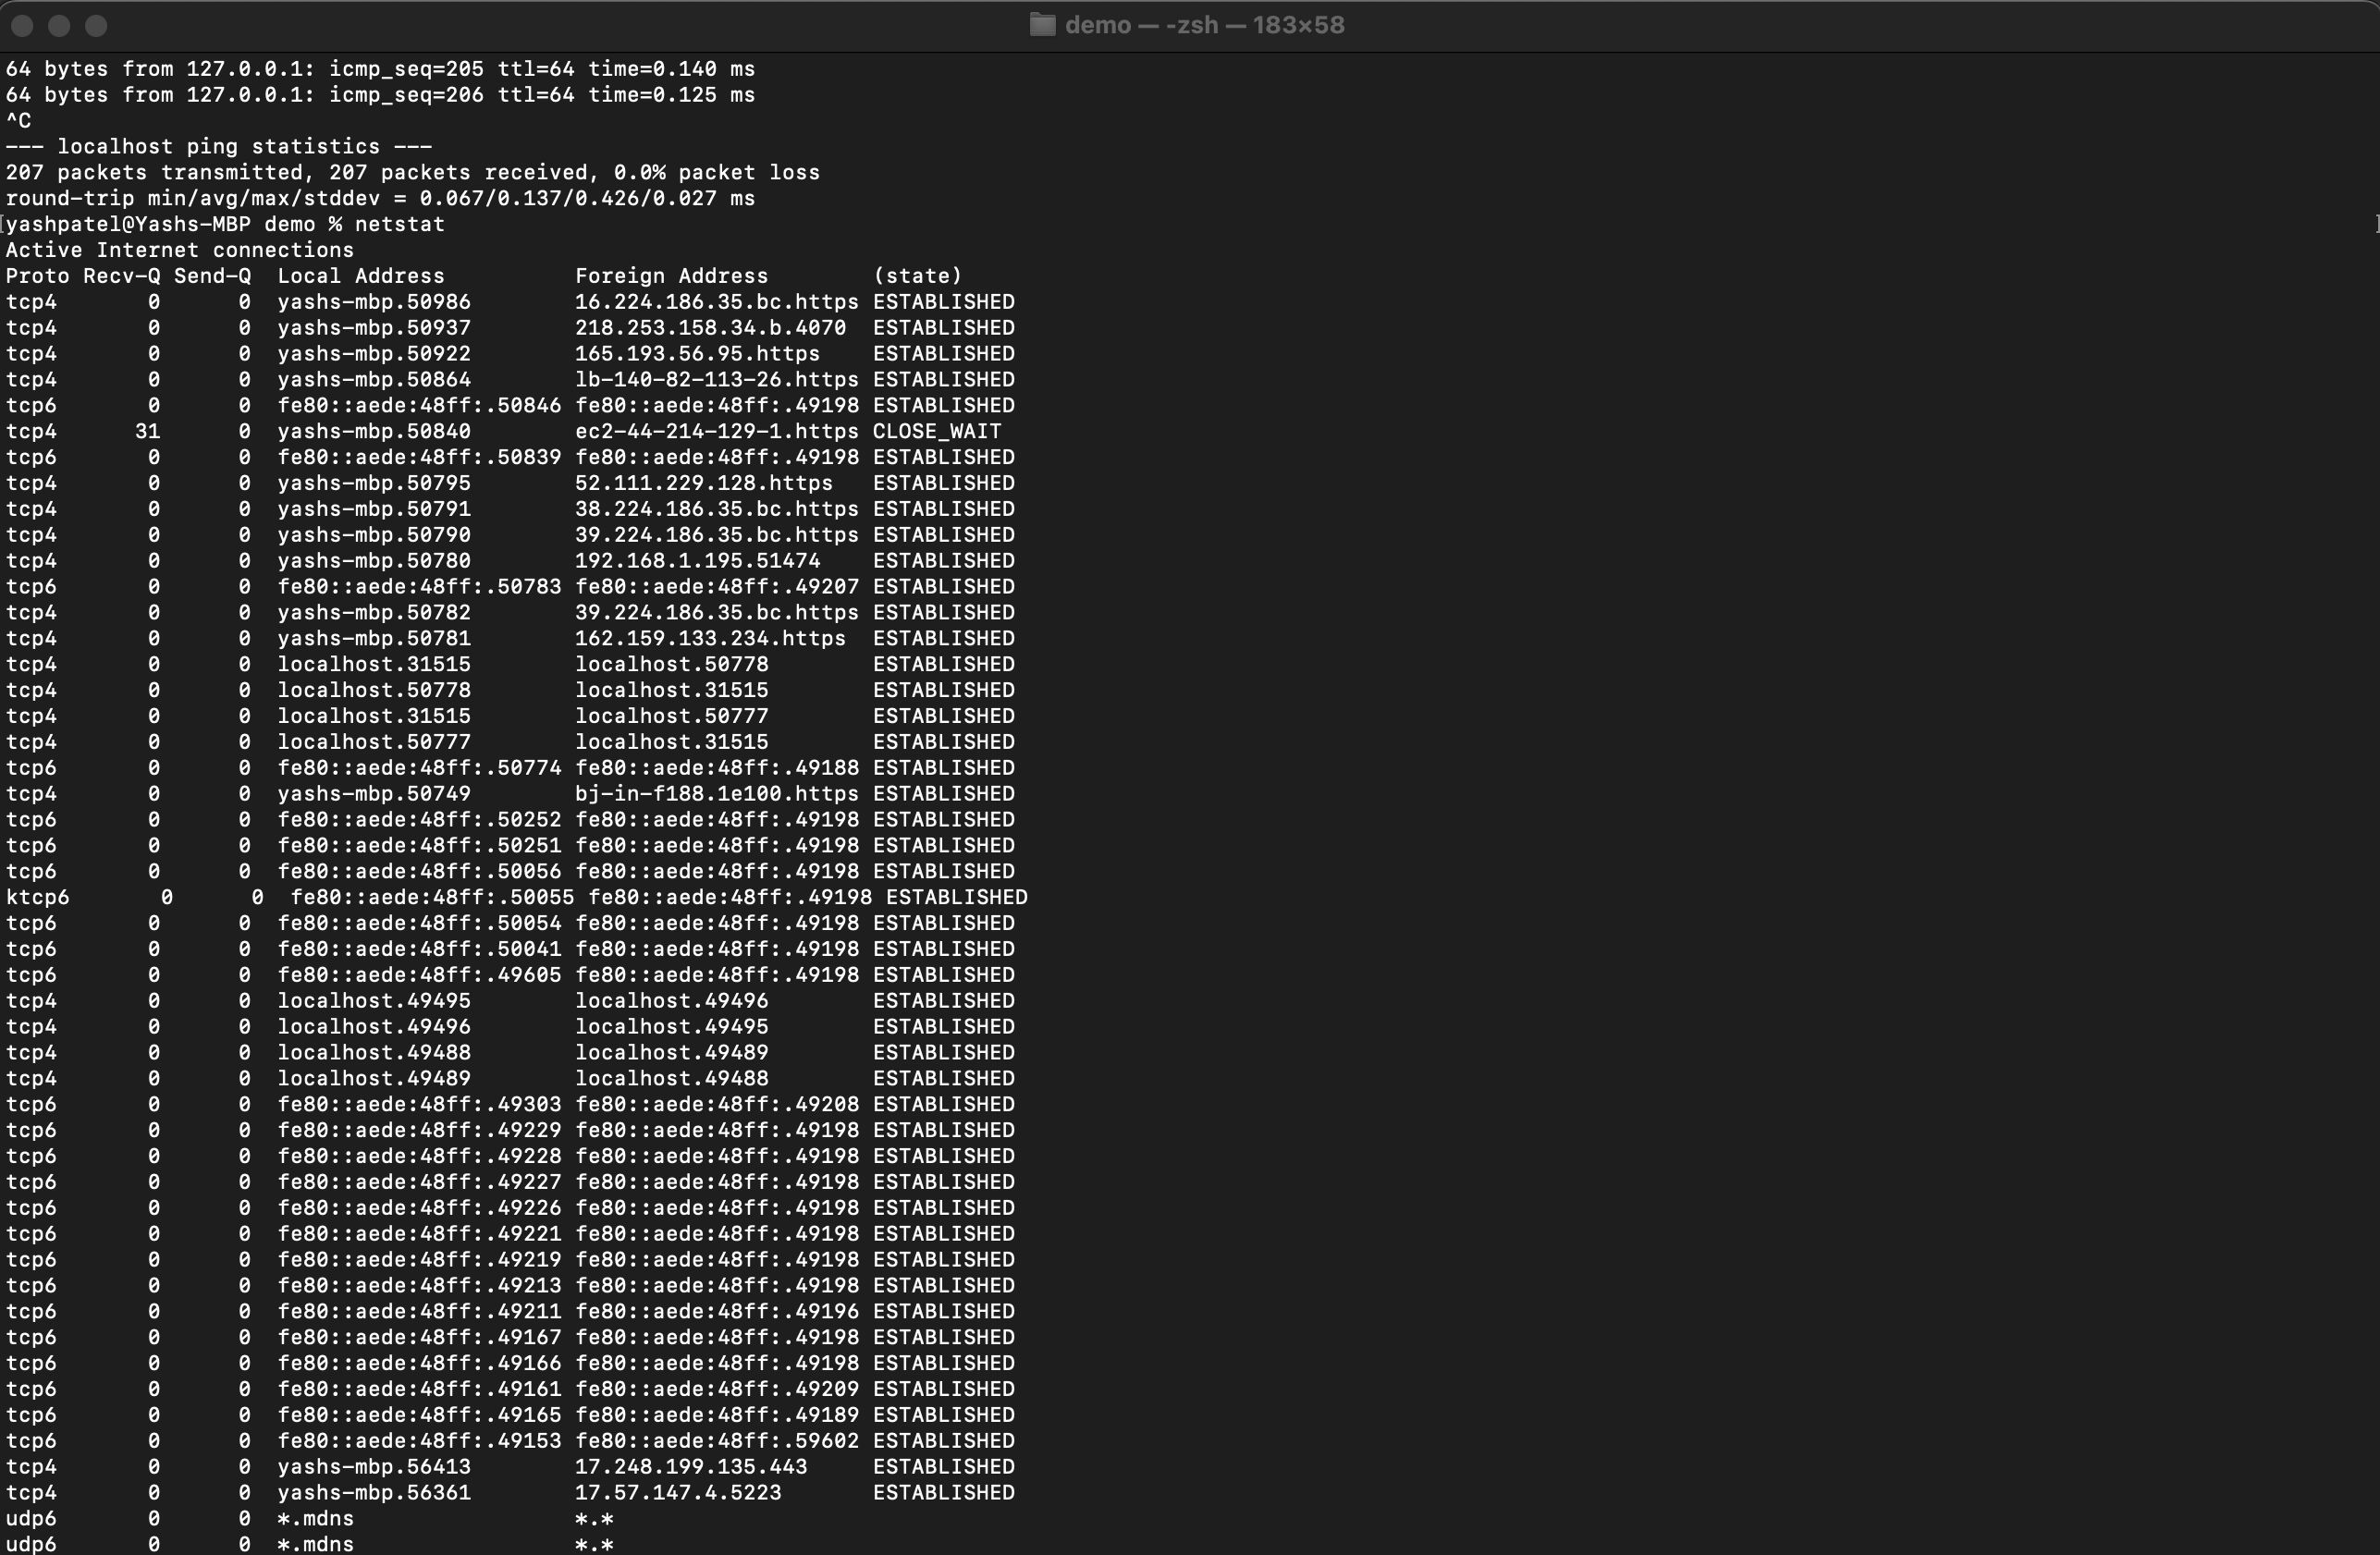 demo — -zsh — 183×58
64 bytes from 127.0.0.1: icmp_seq=205 ttl=64 time=0.140 ms
64 bytes from 127.0.0.1: icmp_seq=206 ttl=64 time=0.125 ms
^C
--- localhost ping statistics ---
207 packets transmitted, 207 packets received, 0.0% packet loss
round-trip min/avg/max/stddev = 0.067/0.137/0.426/0.027 ms
[yashpatel@Yashs-MBP demo % netstat ]
Active Internet connections
Proto Recv-Q Send-Q  Local Address          Foreign Address        (state)
tcp4       0      0  yashs-mbp.50986        16.224.186.35.bc.https ESTABLISHED
tcp4       0      0  yashs-mbp.50937        218.253.158.34.b.4070  ESTABLISHED
tcp4       0      0  yashs-mbp.50922        165.193.56.95.https    ESTABLISHED
tcp4       0      0  yashs-mbp.50864        lb-140-82-113-26.https ESTABLISHED
tcp6       0      0  fe80::aede:48ff:.50846 fe80::aede:48ff:.49198 ESTABLISHED
tcp4      31      0  yashs-mbp.50840        ec2-44-214-129-1.https CLOSE_WAIT
tcp6       0      0  fe80::aede:48ff:.50839 fe80::aede:48ff:.49198 ESTABLISHED
tcp4       0      0  yashs-mbp.50795        52.111.229.128.https   ESTABLISHED
tcp4       0      0  yashs-mbp.50791        38.224.186.35.bc.https ESTABLISHED
tcp4       0      0  yashs-mbp.50790        39.224.186.35.bc.https ESTABLISHED
tcp4       0      0  yashs-mbp.50780        192.168.1.195.51474    ESTABLISHED
tcp6       0      0  fe80::aede:48ff:.50783 fe80::aede:48ff:.49207 ESTABLISHED
tcp4       0      0  yashs-mbp.50782        39.224.186.35.bc.https ESTABLISHED
tcp4       0      0  yashs-mbp.50781        162.159.133.234.https  ESTABLISHED
tcp4       0      0  localhost.31515        localhost.50778        ESTABLISHED
tcp4       0      0  localhost.50778        localhost.31515        ESTABLISHED
tcp4       0      0  localhost.31515        localhost.50777        ESTABLISHED
tcp4       0      0  localhost.50777        localhost.31515        ESTABLISHED
tcp6       0      0  fe80::aede:48ff:.50774 fe80::aede:48ff:.49188 ESTABLISHED
tcp4       0      0  yashs-mbp.50749        bj-in-f188.1e100.https ESTABLISHED
tcp6       0      0  fe80::aede:48ff:.50252 fe80::aede:48ff:.49198 ESTABLISHED
tcp6       0      0  fe80::aede:48ff:.50251 fe80::aede:48ff:.49198 ESTABLISHED
tcp6       0      0  fe80::aede:48ff:.50056 fe80::aede:48ff:.49198 ESTABLISHED
ktcp6       0      0  fe80::aede:48ff:.50055 fe80::aede:48ff:.49198 ESTABLISHED
tcp6       0      0  fe80::aede:48ff:.50054 fe80::aede:48ff:.49198 ESTABLISHED
tcp6       0      0  fe80::aede:48ff:.50041 fe80::aede:48ff:.49198 ESTABLISHED
tcp6       0      0  fe80::aede:48ff:.49605 fe80::aede:48ff:.49198 ESTABLISHED
tcp4       0      0  localhost.49495        localhost.49496        ESTABLISHED
tcp4       0      0  localhost.49496        localhost.49495        ESTABLISHED
tcp4       0      0  localhost.49488        localhost.49489        ESTABLISHED
tcp4       0      0  localhost.49489        localhost.49488        ESTABLISHED
tcp6       0      0  fe80::aede:48ff:.49303 fe80::aede:48ff:.49208 ESTABLISHED
tcp6       0      0  fe80::aede:48ff:.49229 fe80::aede:48ff:.49198 ESTABLISHED
tcp6       0      0  fe80::aede:48ff:.49228 fe80::aede:48ff:.49198 ESTABLISHED
tcp6       0      0  fe80::aede:48ff:.49227 fe80::aede:48ff:.49198 ESTABLISHED
tcp6       0      0  fe80::aede:48ff:.49226 fe80::aede:48ff:.49198 ESTABLISHED
tcp6       0      0  fe80::aede:48ff:.49221 fe80::aede:48ff:.49198 ESTABLISHED
tcp6       0      0  fe80::aede:48ff:.49219 fe80::aede:48ff:.49198 ESTABLISHED
tcp6       0      0  fe80::aede:48ff:.49213 fe80::aede:48ff:.49198 ESTABLISHED
tcp6       0      0  fe80::aede:48ff:.49211 fe80::aede:48ff:.49196 ESTABLISHED
tcp6       0      0  fe80::aede:48ff:.49167 fe80::aede:48ff:.49198 ESTABLISHED
tcp6       0      0  fe80::aede:48ff:.49166 fe80::aede:48ff:.49198 ESTABLISHED
tcp6       0      0  fe80::aede:48ff:.49161 fe80::aede:48ff:.49209 ESTABLISHED
tcp6       0      0  fe80::aede:48ff:.49165 fe80::aede:48ff:.49189 ESTABLISHED
tcp6       0      0  fe80::aede:48ff:.49153 fe80::aede:48ff:.59602 ESTABLISHED
tcp4       0      0  yashs-mbp.56413        17.248.199.135.443     ESTABLISHED
tcp4       0      0  yashs-mbp.56361        17.57.147.4.5223       ESTABLISHED
udp6       0      0  *.mdns                 *.*
udp6       0      0  *.mdns                 *.*